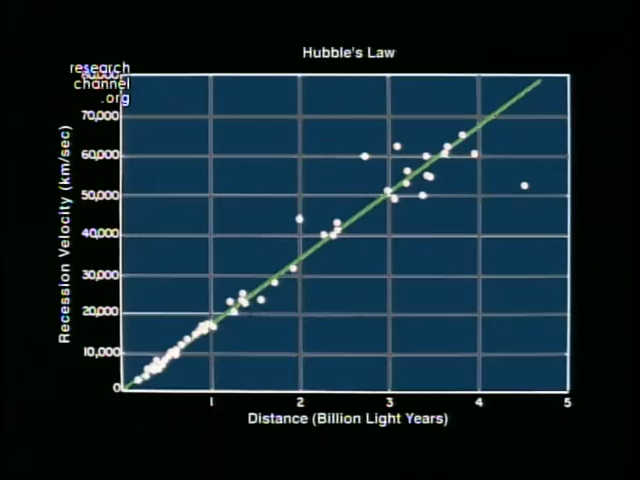 Hubble's Law
research
channel
.org
80,000
70,000
60,000
50,000
40,000
30,000
20,000
10,000
0
Recession Velocity (km/sec)
1 2 3 4 5
Distance (Billion Light Years)